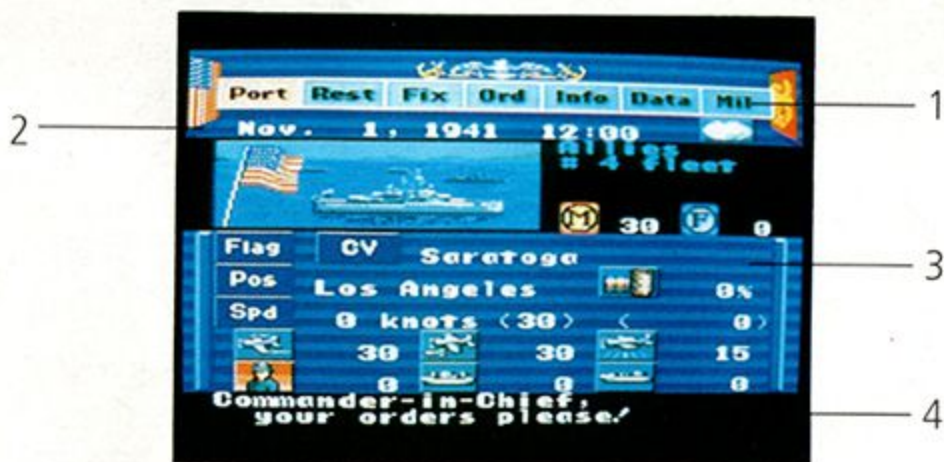 Port Rest Fix Ord Info Data Mil
1
2
Nov. 1, 1941 12:00
Allies
# 4 fleet
M 30 F 0
Flag CV Saratoga
3
Pos Los Angeles 0%
Spd 0 knots <30> < 0>
30 30 15
0 0 0
Commander-in-Chief,
your orders please!
4